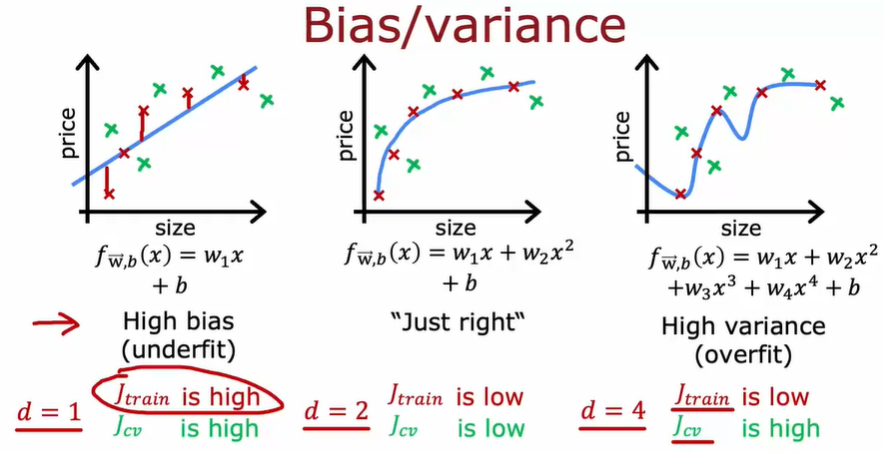 Bias/variance
price
size
f_{\vec{w},b}(x) = w_1x
+ b
High bias
(underfit)
d = 1
J_{train} is high
J_{cv} is high
price
size
f_{\vec{w},b}(x) = w_1x + w_2x^2
+ b
"Just right"
d = 2
J_{train} is low
J_{cv} is low
price
size
f_{\vec{w},b}(x) = w_1x + w_2x^2
+w_3x^3 + w_4x^4 + b
High variance
(overfit)
d = 4
J_{train} is low
J_{cv} is high